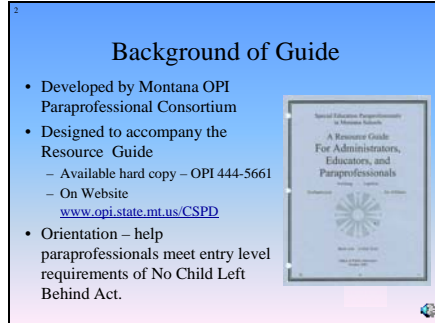 2
Background of Guide
• Developed by Montana OPI
Paraprofessional Consortium
• Designed to accompany the
Resource Guide
– Available hard copy – OPI 444-5661
– On Website
www.opi.state.mt.us/CSPD
• Orientation – help
paraprofessionals meet entry level
requirements of No Child Left
Behind Act.
Special Education Paraprofessionals
in Montana Schools
A Resource Guide
For Administrators,
Educators, and
Paraprofessionals